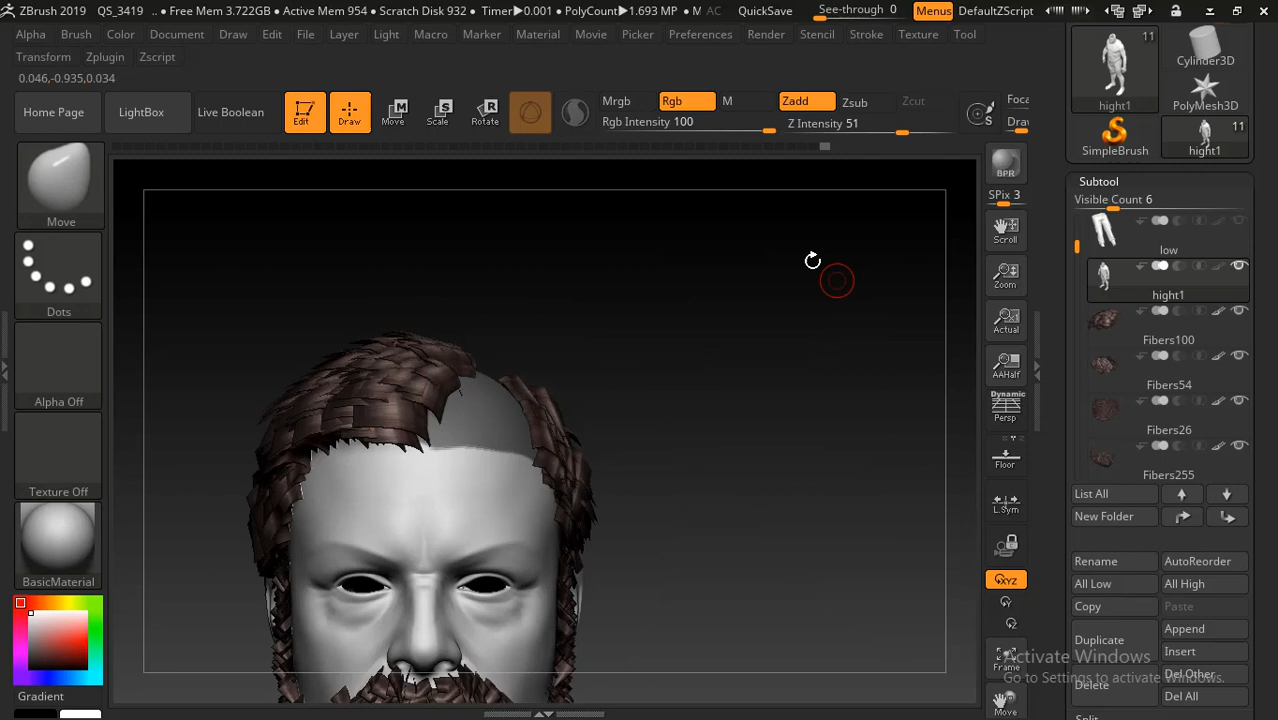 ZBrush 2019 QS_3419 .. • Free Mem 3.722GB • Active Mem 954 • Scratch Disk 932 • Timer▶0.001 • PolyCount▶1.693 MP • M AC QuickSave See-through 0 Menus DefaultZScript
Alpha Brush Color Document Draw Edit File Layer Light Macro Marker Material Movie Picker Preferences Render Stencil Stroke Texture Tool
Transform Zplugin Zscript
0.046,-0.935,0.034
Home Page LightBox Live Boolean Edit Draw Move Scale Rotate Mrgb Rgb M Zadd Zsub Zcut Foca
Rgb Intensity 100 Z Intensity 51 Drav
11 Cylinder3D
hight1 PolyMesh3D
SimpleBrush 11 hight1
Move
Dots
Alpha Off
Texture Off
BasicMaterial
Gradient
BPR
SPix 3
Scroll
Zoom
Actual
AAHalf
Dynamic
Persp
Floor
L.Sym
XYZ
Frame
Move
Subtool
Visible Count 6
low
hight1
Fibers100
Fibers54
Fibers26
Fibers255
List All
New Folder
Rename AutoReorder
All Low All High
Copy Paste
Duplicate Append
Insert
Delete Del Other
Del All
Split
Activate Windows
Go to Settings to activate Windows.